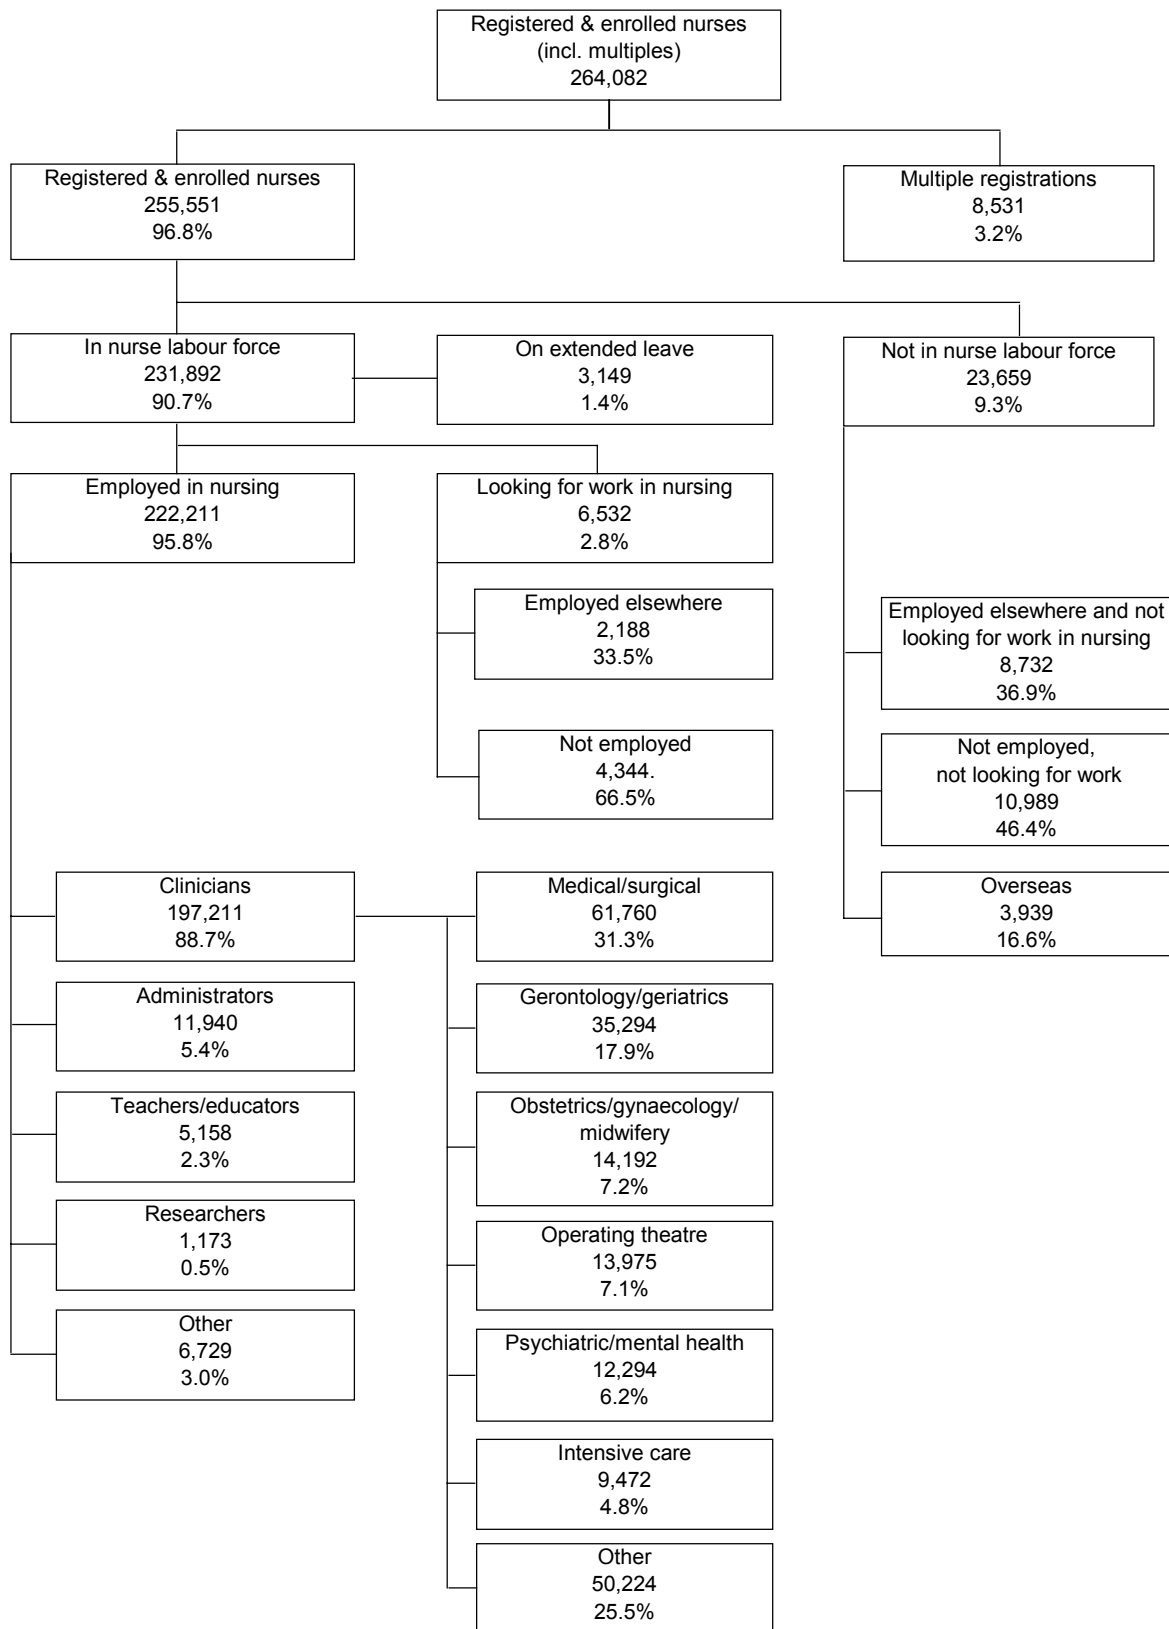 Registered & enrolled nurses
(incl. multiples)
264,082
Registered & enrolled nurses
255,551
96.8%
Multiple registrations
8,531
3.2%
In nurse labour force
231,892
90.7%
On extended leave
3,149
1.4%
Not in nurse labour force
23,659
9.3%
Employed in nursing
222,211
95.8%
Looking for work in nursing
6,532
2.8%
Employed elsewhere
2,188
33.5%
Employed elsewhere and not
looking for work in nursing
8,732
36.9%
Not employed
4,344.
66.5%
Not employed,
not looking for work
10,989
46.4%
Clinicians
197,211
88.7%
Medical/surgical
61,760
31.3%
Overseas
3,939
16.6%
Administrators
11,940
5.4%
Gerontology/geriatrics
35,294
17.9%
Teachers/educators
5,158
2.3%
Obstetrics/gynaecology/
midwifery
14,192
7.2%
Researchers
1,173
0.5%
Operating theatre
13,975
7.1%
Other
6,729
3.0%
Psychiatric/mental health
12,294
6.2%
Intensive care
9,472
4.8%
Other
50,224
25.5%